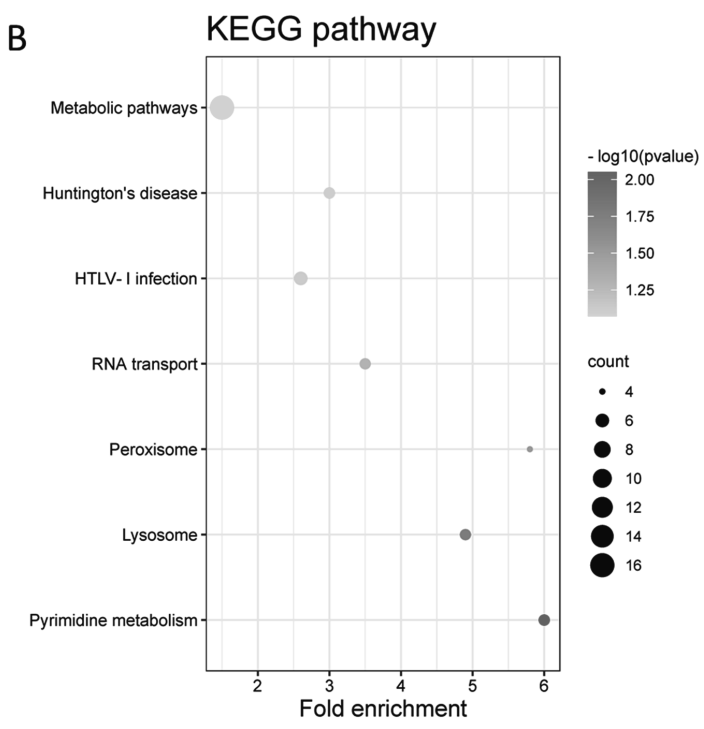 B
KEGG pathway
Metabolic pathways
Huntington's disease
HTLV- I infection
RNA transport
Peroxisome
Lysosome
Pyrimidine metabolism
2 3 4 5 6
Fold enrichment
- log10(pvalue)
2.00
1.75
1.50
1.25
count
4
6
8
10
12
14
16